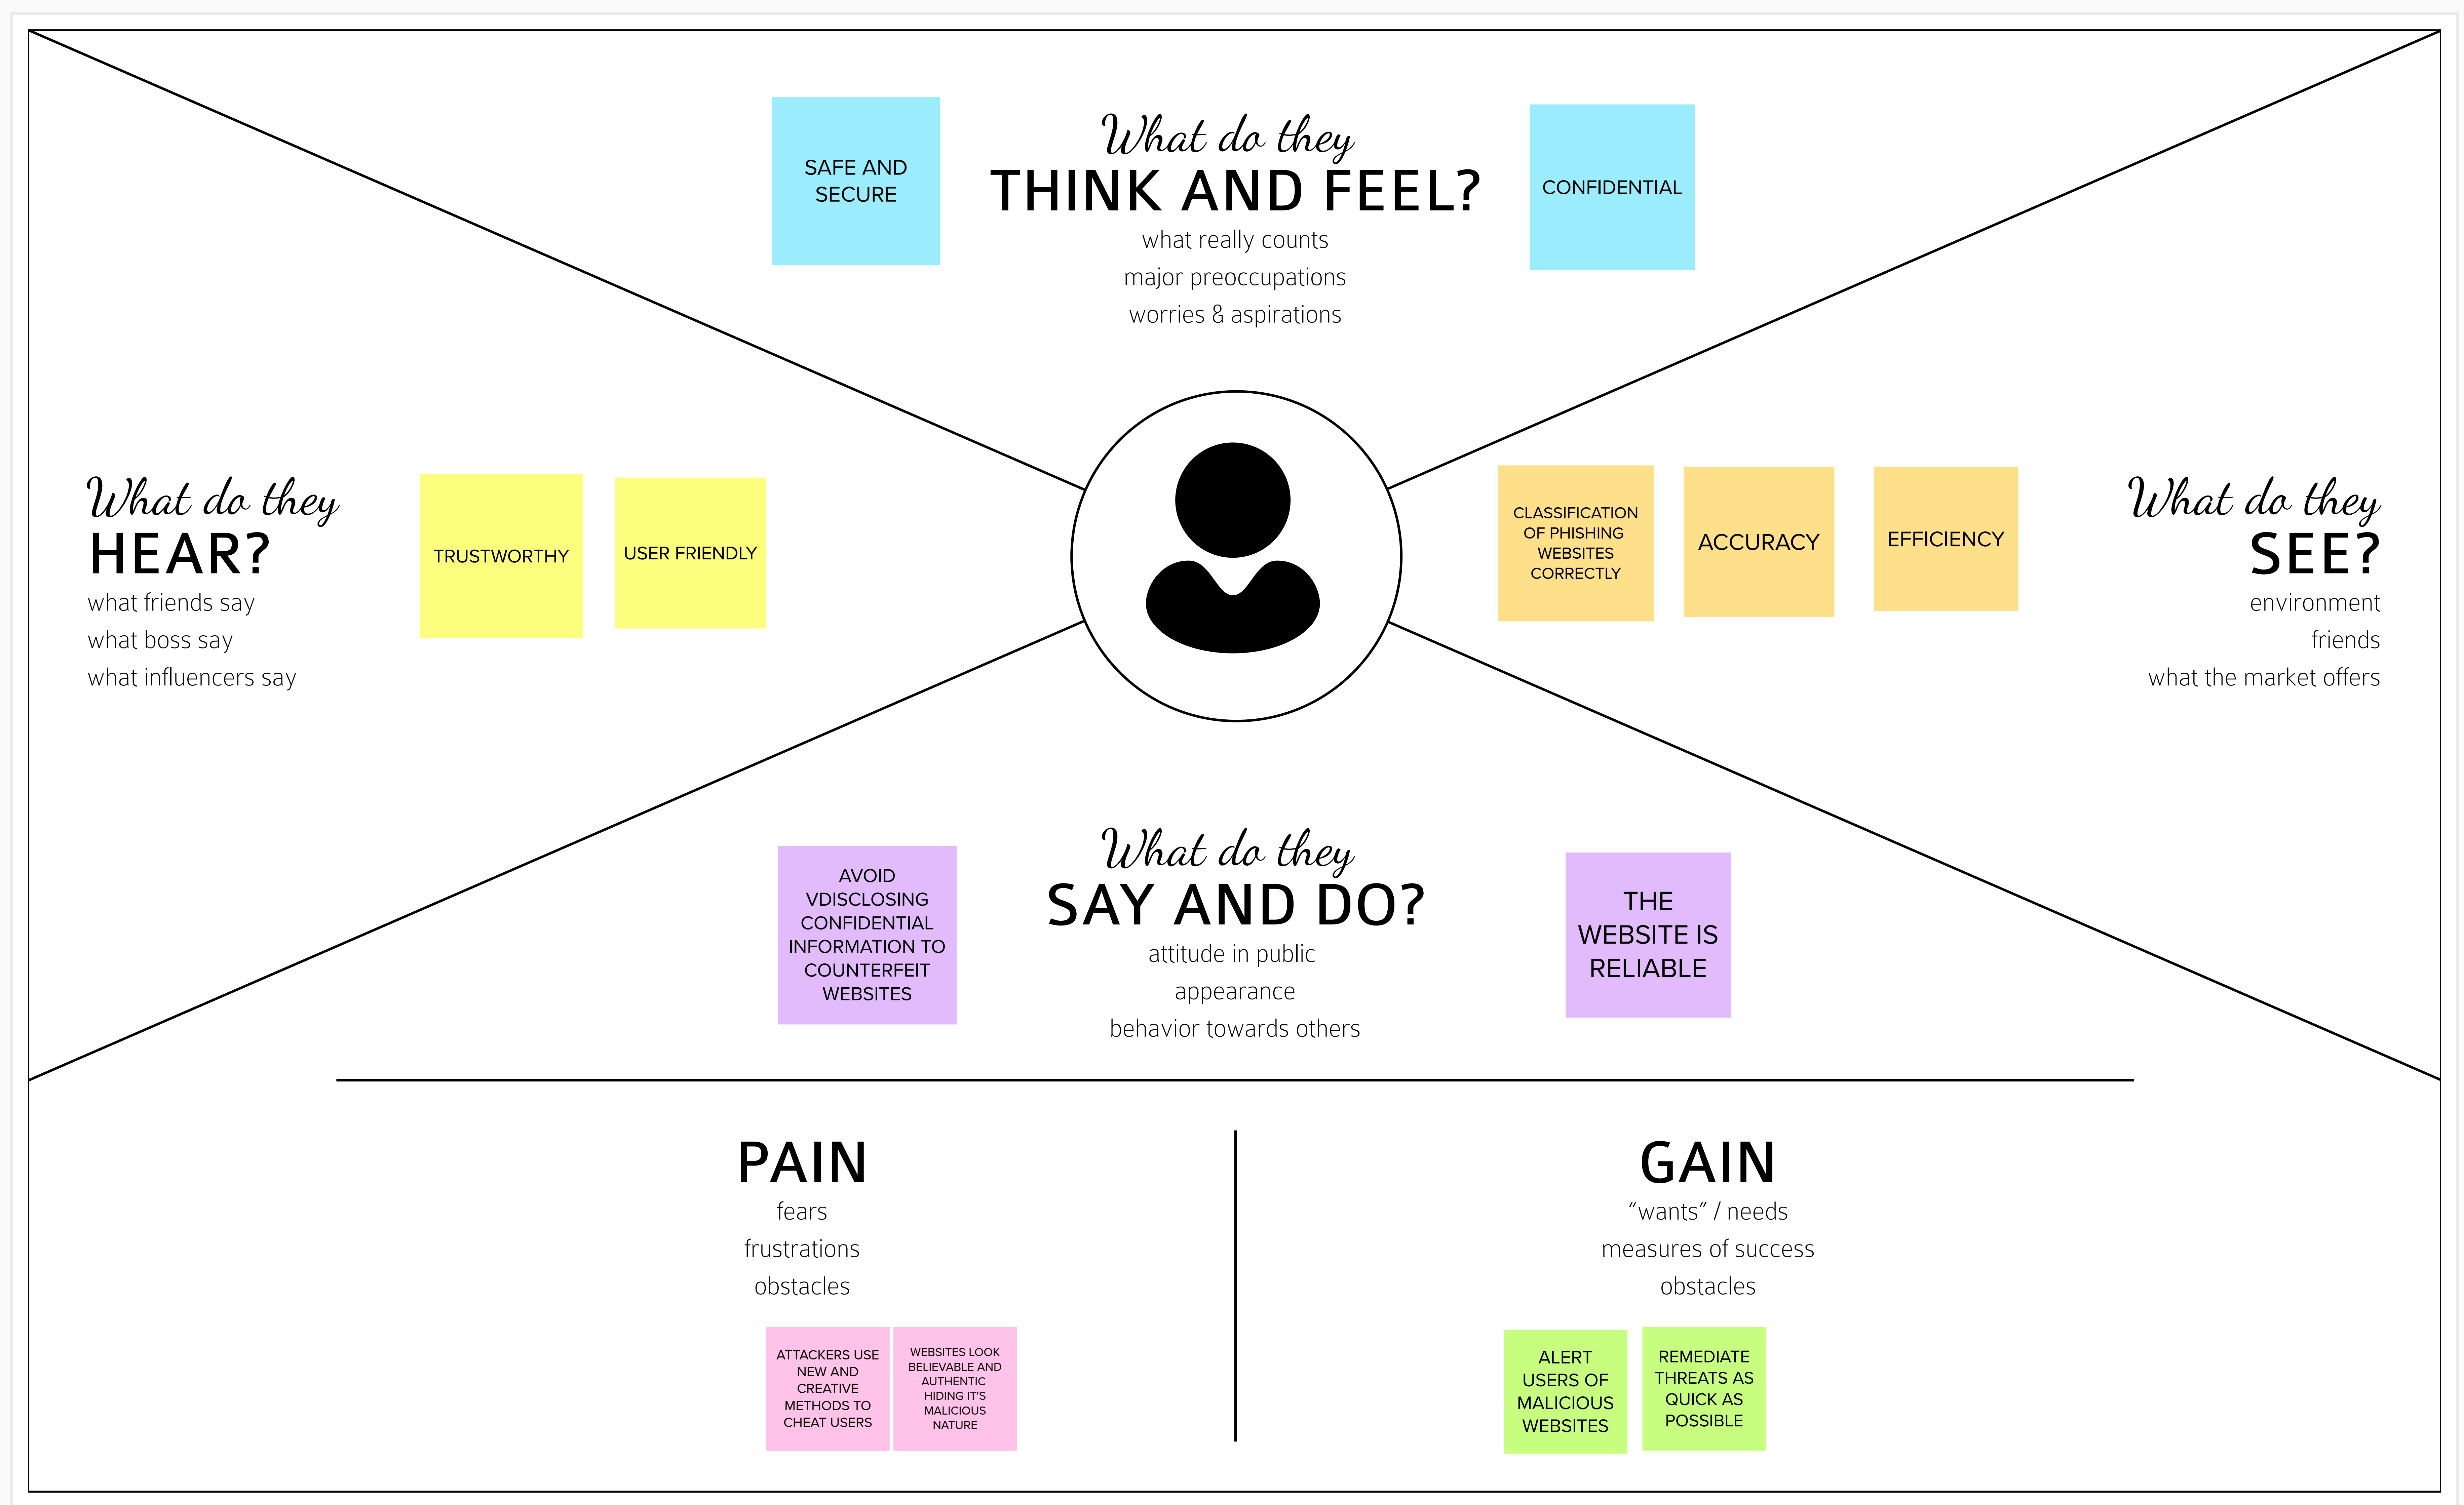 What do they
THINK AND FEEL?
what really counts
major preoccupations
worries & aspirations
SAFE AND
SECURE
CONFIDENTIAL
What do they
HEAR?
what friends say
what boss say
what influencers say
TRUSTWORTHY
USER FRIENDLY
CLASSIFICATION
OF PHISHING
WEBSITES
CORRECTLY
ACCURACY
EFFICIENCY
What do they
SEE?
environment
friends
what the market offers
What do they
SAY AND DO?
attitude in public
appearance
behavior towards others
AVOID
VDISCLOSING
CONFIDENTIAL
INFORMATION TO
COUNTERFEIT
WEBSITES
THE
WEBSITE IS
RELIABLE
PAIN
fears
frustrations
obstacles
ATTACKERS USE
NEW AND
CREATIVE
METHODS TO
CHEAT USERS
WEBSITES LOOK
BELIEVABLE AND
AUTHENTIC
HIDING IT'S
MALICIOUS
NATURE
GAIN
“wants” / needs
measures of success
obstacles
ALERT
USERS OF
MALICIOUS
WEBSITES
REMEDIATE
THREATS AS
QUICK AS
POSSIBLE